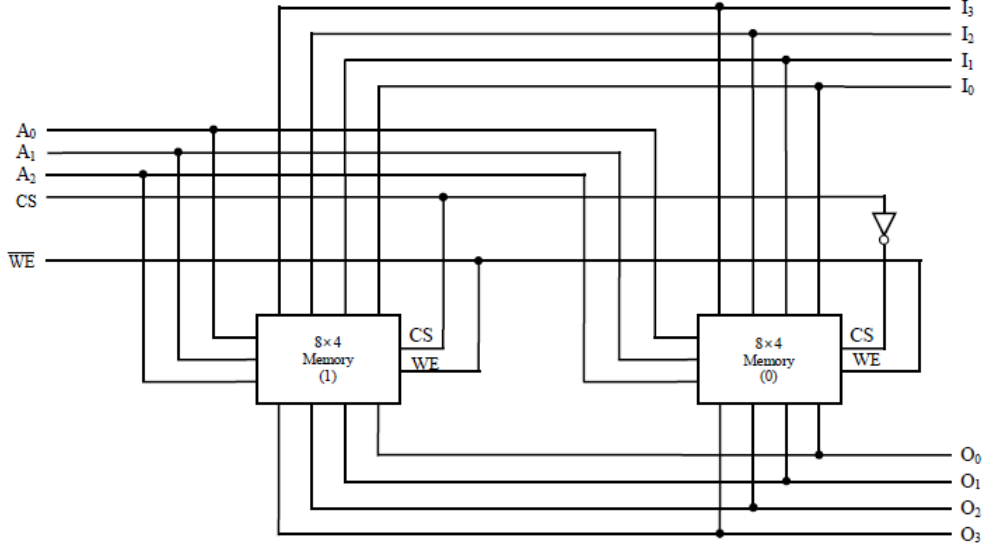 I₃
I₂
I₁
I₀
A₀
A₁
A₂
CS
W̅E̅
8×4
Memory
(1)
CS
WE
8×4
Memory
(0)
CS
WE
O₀
O₁
O₂
O₃